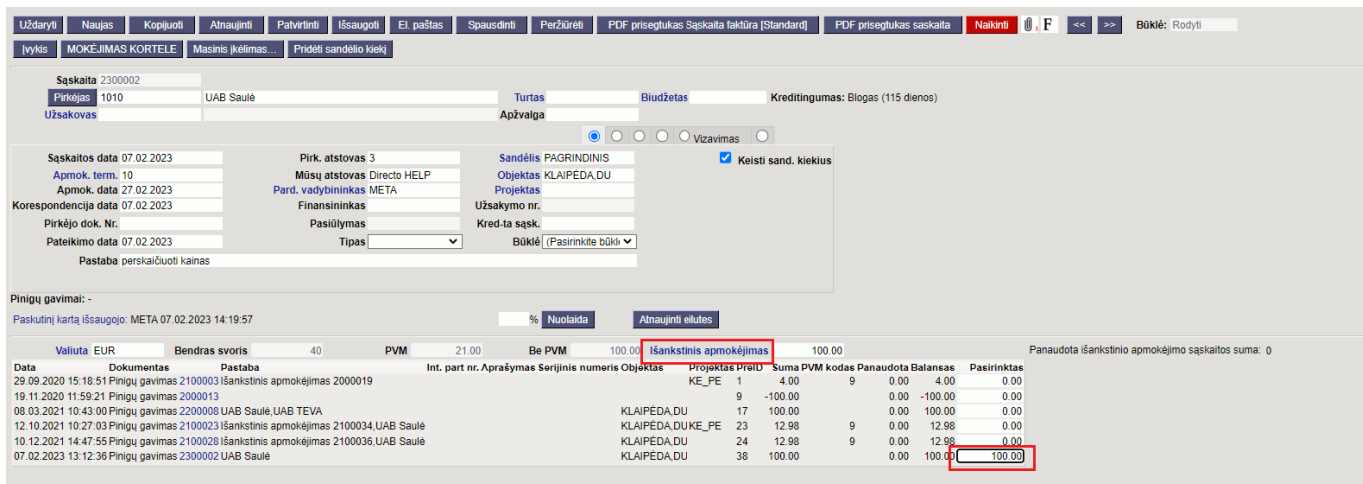 Uždaryti Naujas Kopijuoti Atnaujinti Patvirtinti Išsaugoti El. paštas Spausdinti Peržiūrėti PDF prisegtukas Sąskaita faktūra [Standard] PDF prisegtukas saskaita Naikinti F << >> Būklė: Rodyti
Įvykis MOKĖJIMAS KORTELE Masinis įkėlimas... Pridėti sandėlio kiekį
Sąskaita 2300002
Pirkėjas 1010 UAB Saulė Turtas Biudžetas Kreditingumas: Blogas (115 dienos)
Užsakovas Apžvalga
Vizavimas
Sąskaitos data 07.02.2023 Pirk. atstovas 3 Sandėlis PAGRINDINIS Keisti sand. kiekius
Apmok. term. 10 Mūsų atstovas Directo HELP Objektas KLAIPĖDA,DU
Apmok. data 27.02.2023 Pard. vadybininkas META Projektas
Korespondencija data 07.02.2023 Finansininkas Užsakymo nr.
Pirkėjo dok. Nr. Pasiūlymas Kred-ta sąsk.
Pateikimo data 07.02.2023 Tipas Būklė (Pasirinkite būkl
Pastaba perskaičiuoti kainas
Pinigų gavimai: -
Paskutinį kartą išsaugojo: META 07.02.2023 14:19:57 % Nuolaida Atnaujinti eilutes
Valiuta EUR Bendras svoris 40 PVM 21.00 Be PVM 100.00 Išankstinis apmokėjimas 100.00 Panaudota išankstinio apmokėjimo sąskaitos suma: 0
Data Dokumentas Pastaba Int. part nr. Aprašymas Serijinis numeris Objektas Projektas PreID Suma PVM kodas Panaudota Balansas Pasirinktas
29.09.2020 15:18:51 Pinigų gavimas 2100003 Išankstinis apmokėjimas 2000019 KE_PE 1 4.00 9 0.00 4.00 0.00
19.11.2020 11:59:21 Pinigų gavimas 2000013 9 -100.00 0.00 -100.00 0.00
08.03.2021 10:43:00 Pinigų gavimas 2200008 UAB Saulė,UAB TEVA KLAIPĖDA,DU 17 100.00 0.00 100.00 0.00
12.10.2021 10:27:03 Pinigų gavimas 2100023 Išankstinis apmokėjimas 2100034,UAB Saulė KLAIPĖDA,DU KE_PE 23 12.98 9 0.00 12.98 0.00
10.12.2021 14:47:55 Pinigų gavimas 2100028 Išankstinis apmokėjimas 2100036,UAB Saulė KLAIPĖDA,DU 24 12.98 9 0.00 12.98 0.00
07.02.2023 13:12:36 Pinigų gavimas 2300002 UAB Saulė KLAIPĖDA,DU 38 100.00 0.00 100.00 100.00